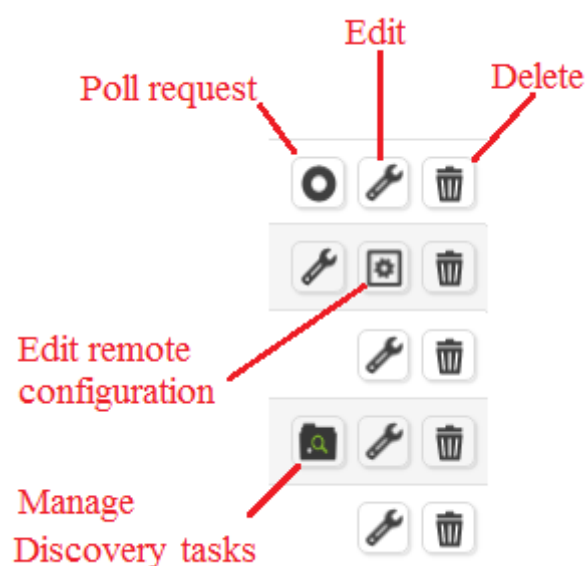 Edit
Poll request
Delete
Edit remote
configuration
Manage
Discovery tasks